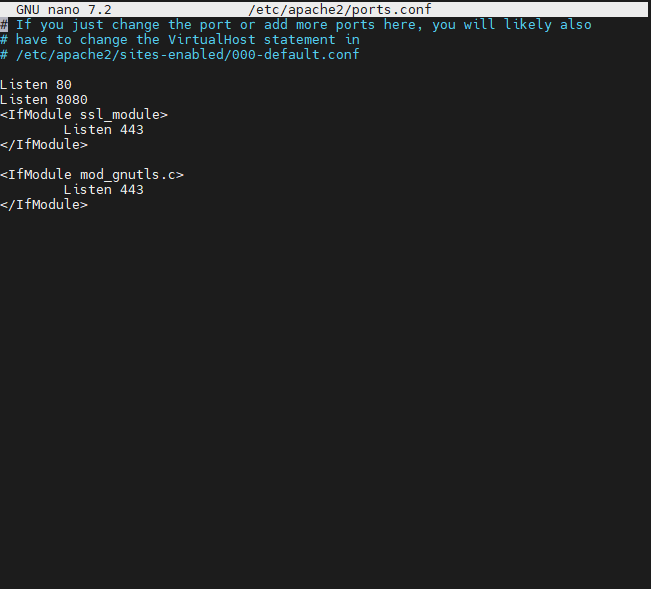 GNU nano 7.2 /etc/apache2/ports.conf
# If you just change the port or add more ports here, you will likely also
# have to change the VirtualHost statement in
# /etc/apache2/sites-enabled/000-default.conf
Listen 80
Listen 8080
<IfModule ssl_module>
Listen 443
</IfModule>
<IfModule mod_gnutls.c>
Listen 443
</IfModule>